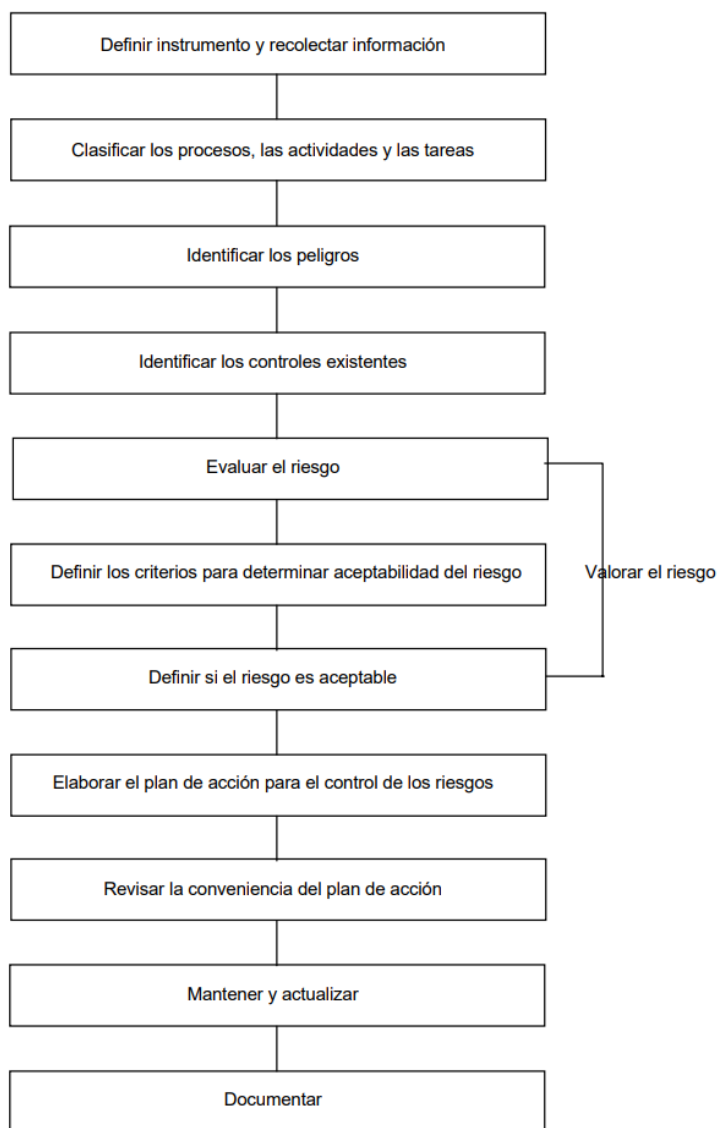 Definir instrumento y recolectar información
Clasificar los procesos, las actividades y las tareas
Identificar los peligros
Identificar los controles existentes
Evaluar el riesgo
Definir los criterios para determinar aceptabilidad del riesgo
Valorar el riesgo
Definir si el riesgo es aceptable
Elaborar el plan de acción para el control de los riesgos
Revisar la conveniencia del plan de acción
Mantener y actualizar
Documentar